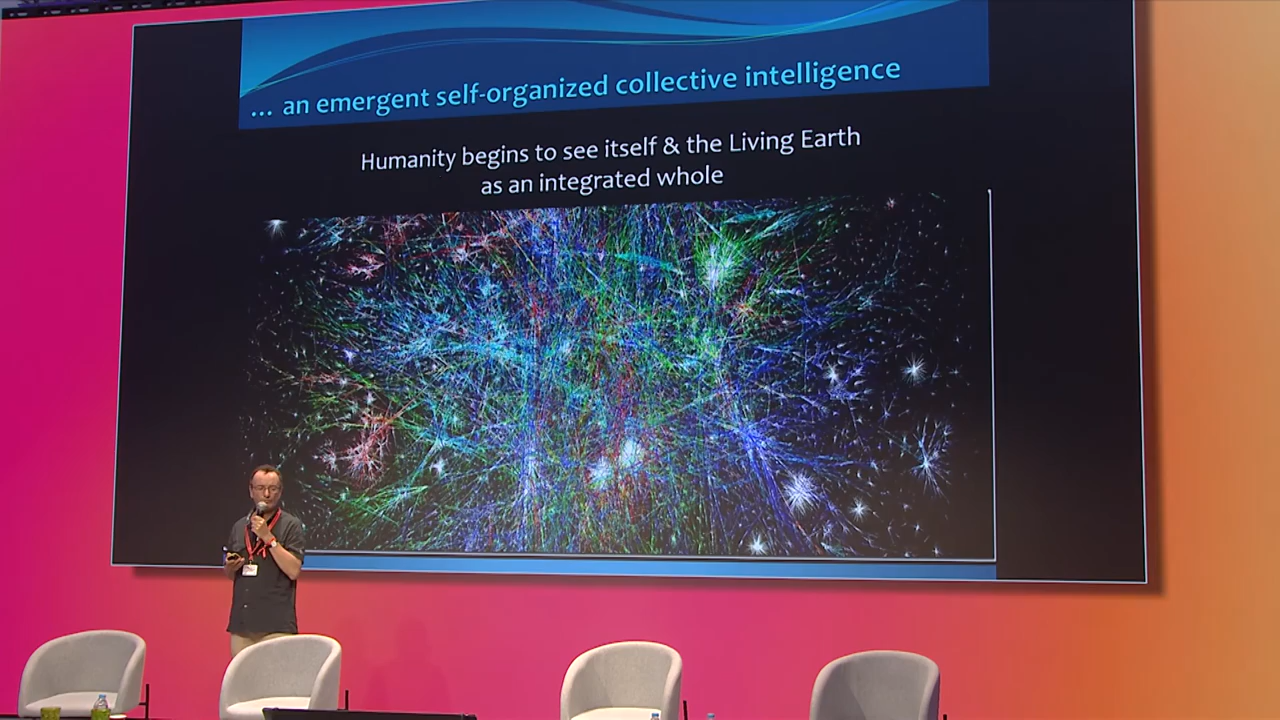 ... an emergent self-organized collective intelligence
Humanity begins to see itself & the Living Earth
as an integrated whole